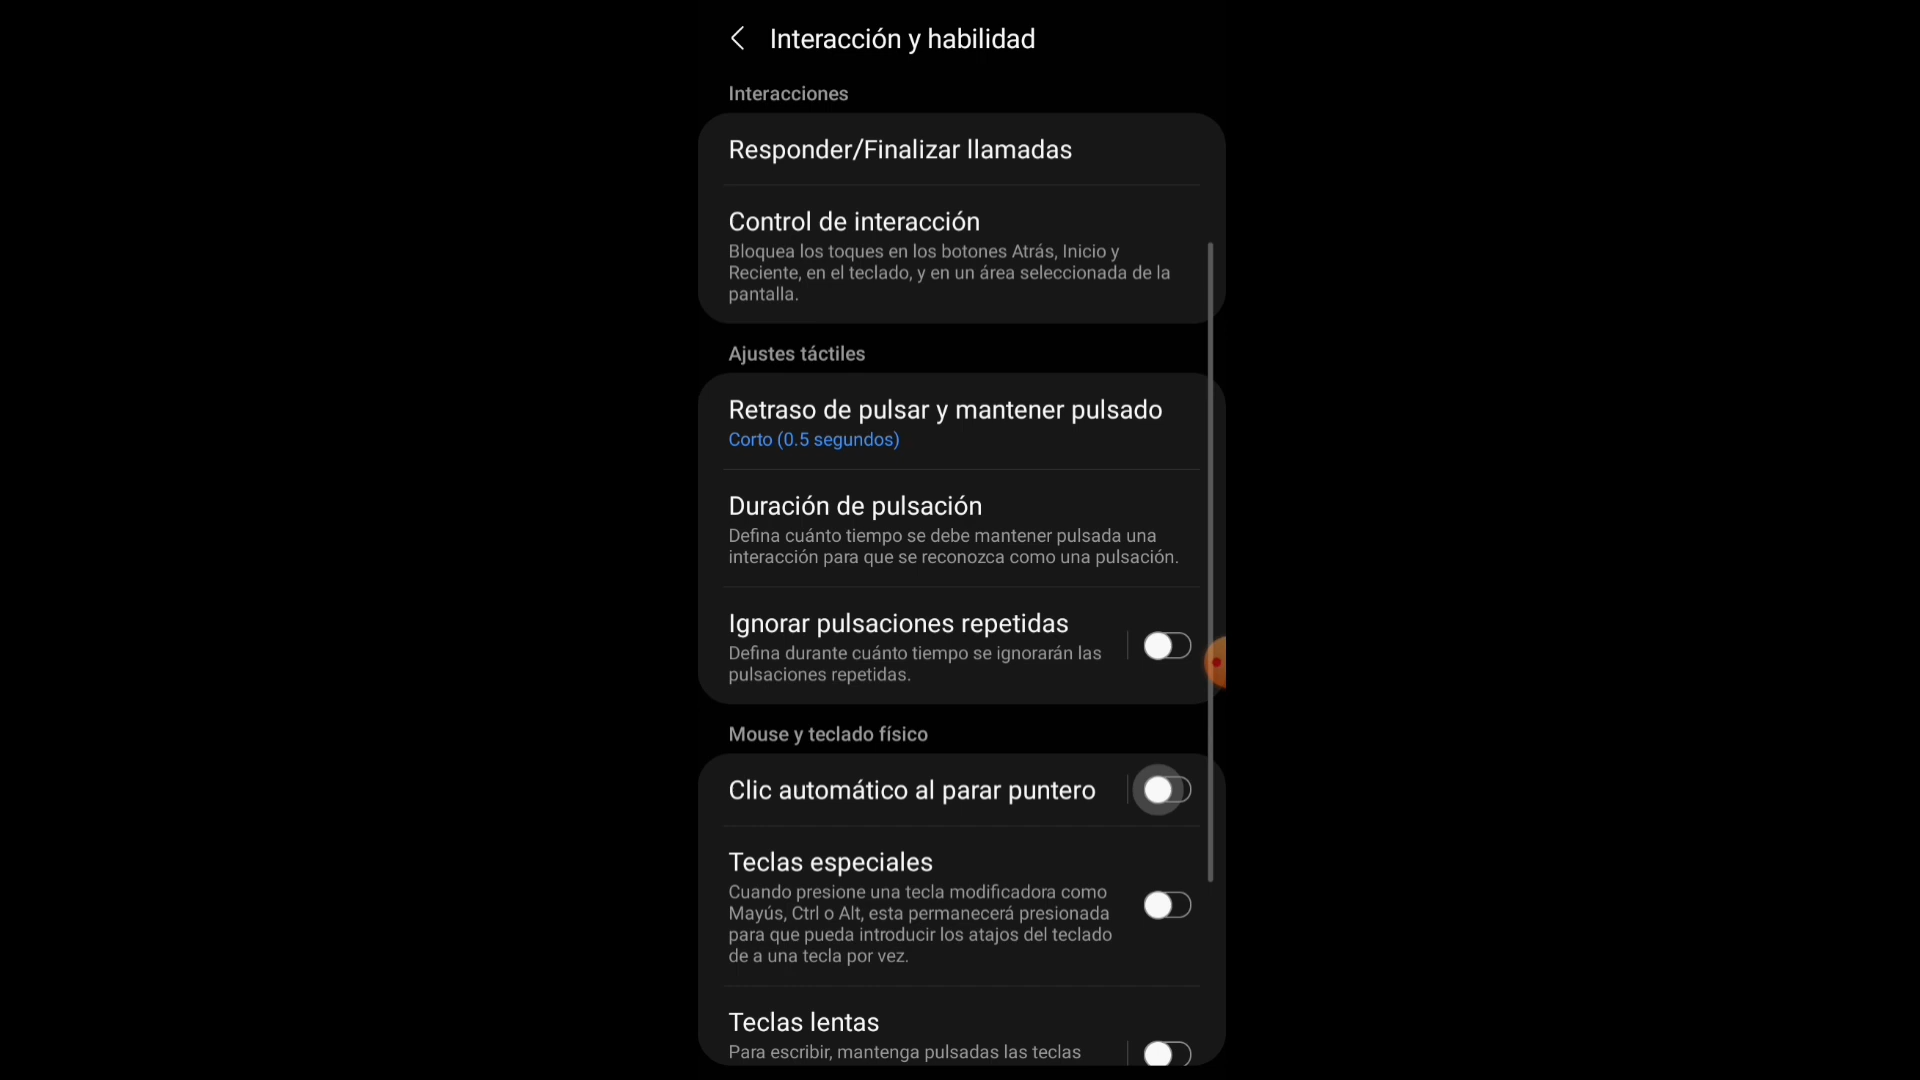 Interacción y habilidad
Interacciones
Responder/Finalizar llamadas
Control de interacción
Bloquea los toques en los botones Atrás, Inicio y
Reciente, en el teclado, y en un área seleccionada de la
pantalla.
Ajustes táctiles
Retraso de pulsar y mantener pulsado
Corto (0.5 segundos)
Duración de pulsación
Defina cuánto tiempo se debe mantener pulsada una
interacción para que se reconozca como una pulsación.
Ignorar pulsaciones repetidas
Defina durante cuánto tiempo se ignorarán las
pulsaciones repetidas.
Mouse y teclado físico
Clic automático al parar puntero
Teclas especiales
Cuando presione una tecla modificadora como
Mayús, Ctrl o Alt, esta permanecerá presionada
para que pueda introducir los atajos del teclado
de a una tecla por vez.
Teclas lentas
Para escribir, mantenga pulsadas las teclas